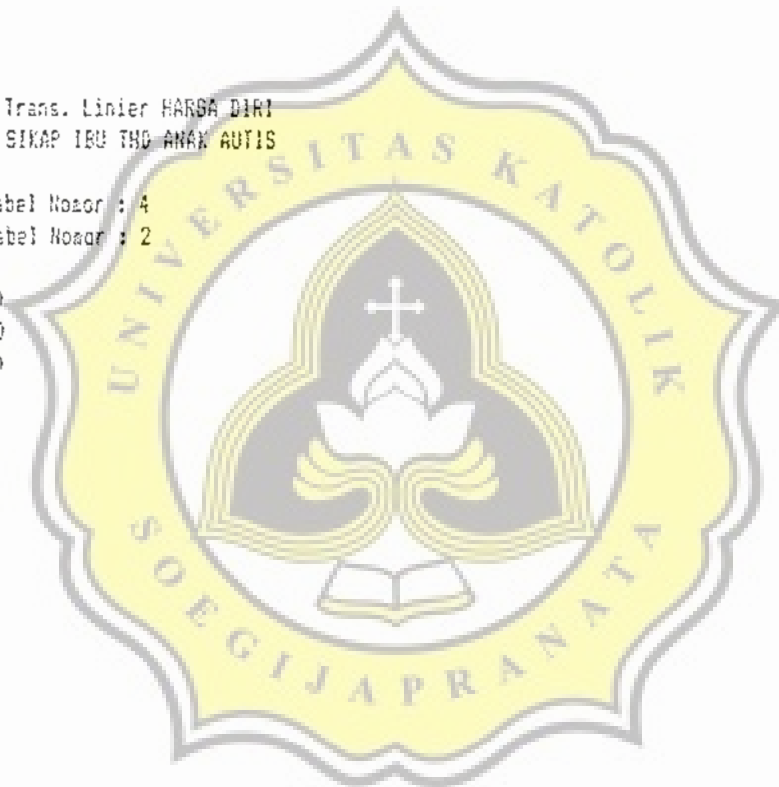 Trans. Linier HARGA DIRI
SIKAP IBU THD ANAK AUTIS
abel Nomor : 4
abel Nomor : 2
UNIVERSITAS KATOLIK
SOEGIJAPRANATA